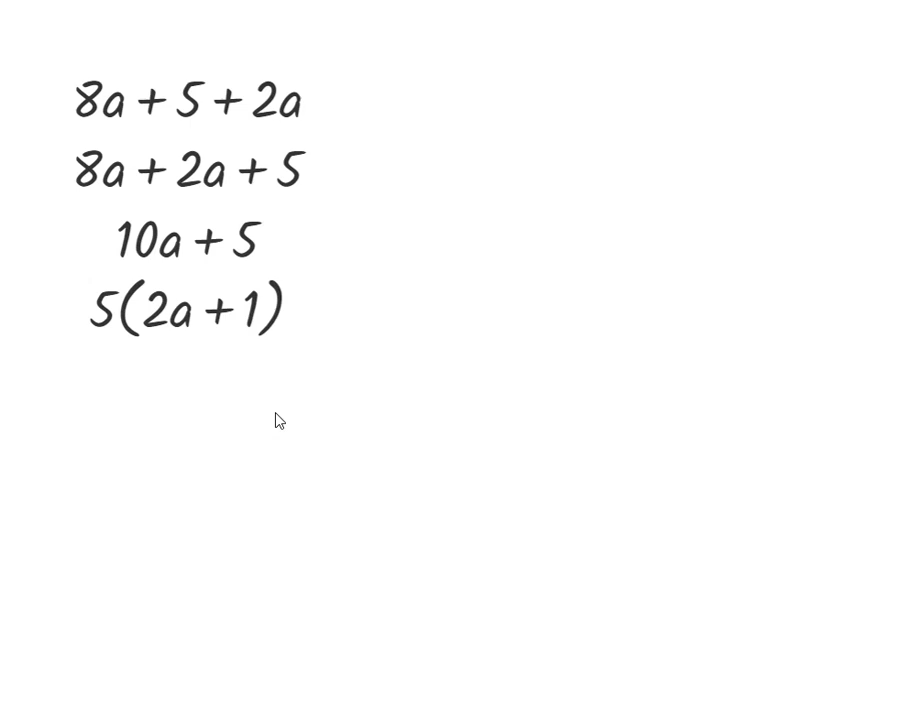 8a + 5 + 2a
8a + 2a + 5
10a + 5
5(2a + 1)